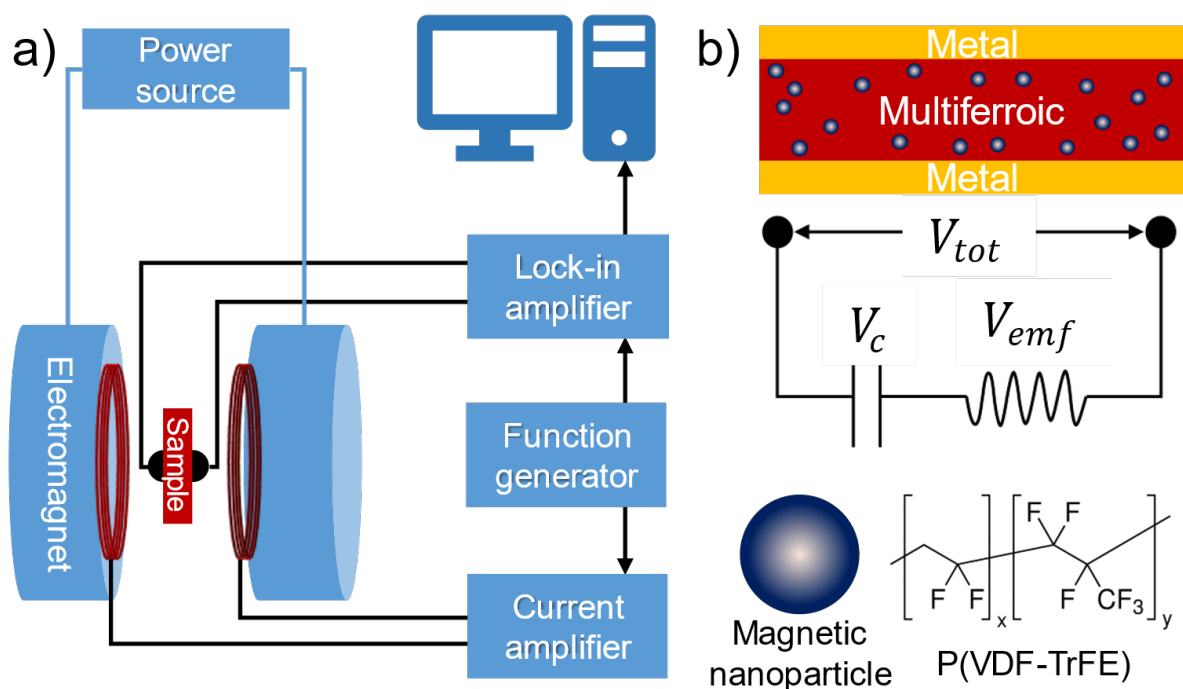 a)
Power
source
Electromagnet
Sample
Lock-in
amplifier
Function
generator
Current
amplifier
b)
Metal
Multiferroic
Metal
V_tot
V_c
V_emf
Magnetic
nanoparticle
F F
F F
x
F CF3
y
P(VDF-TrFE)